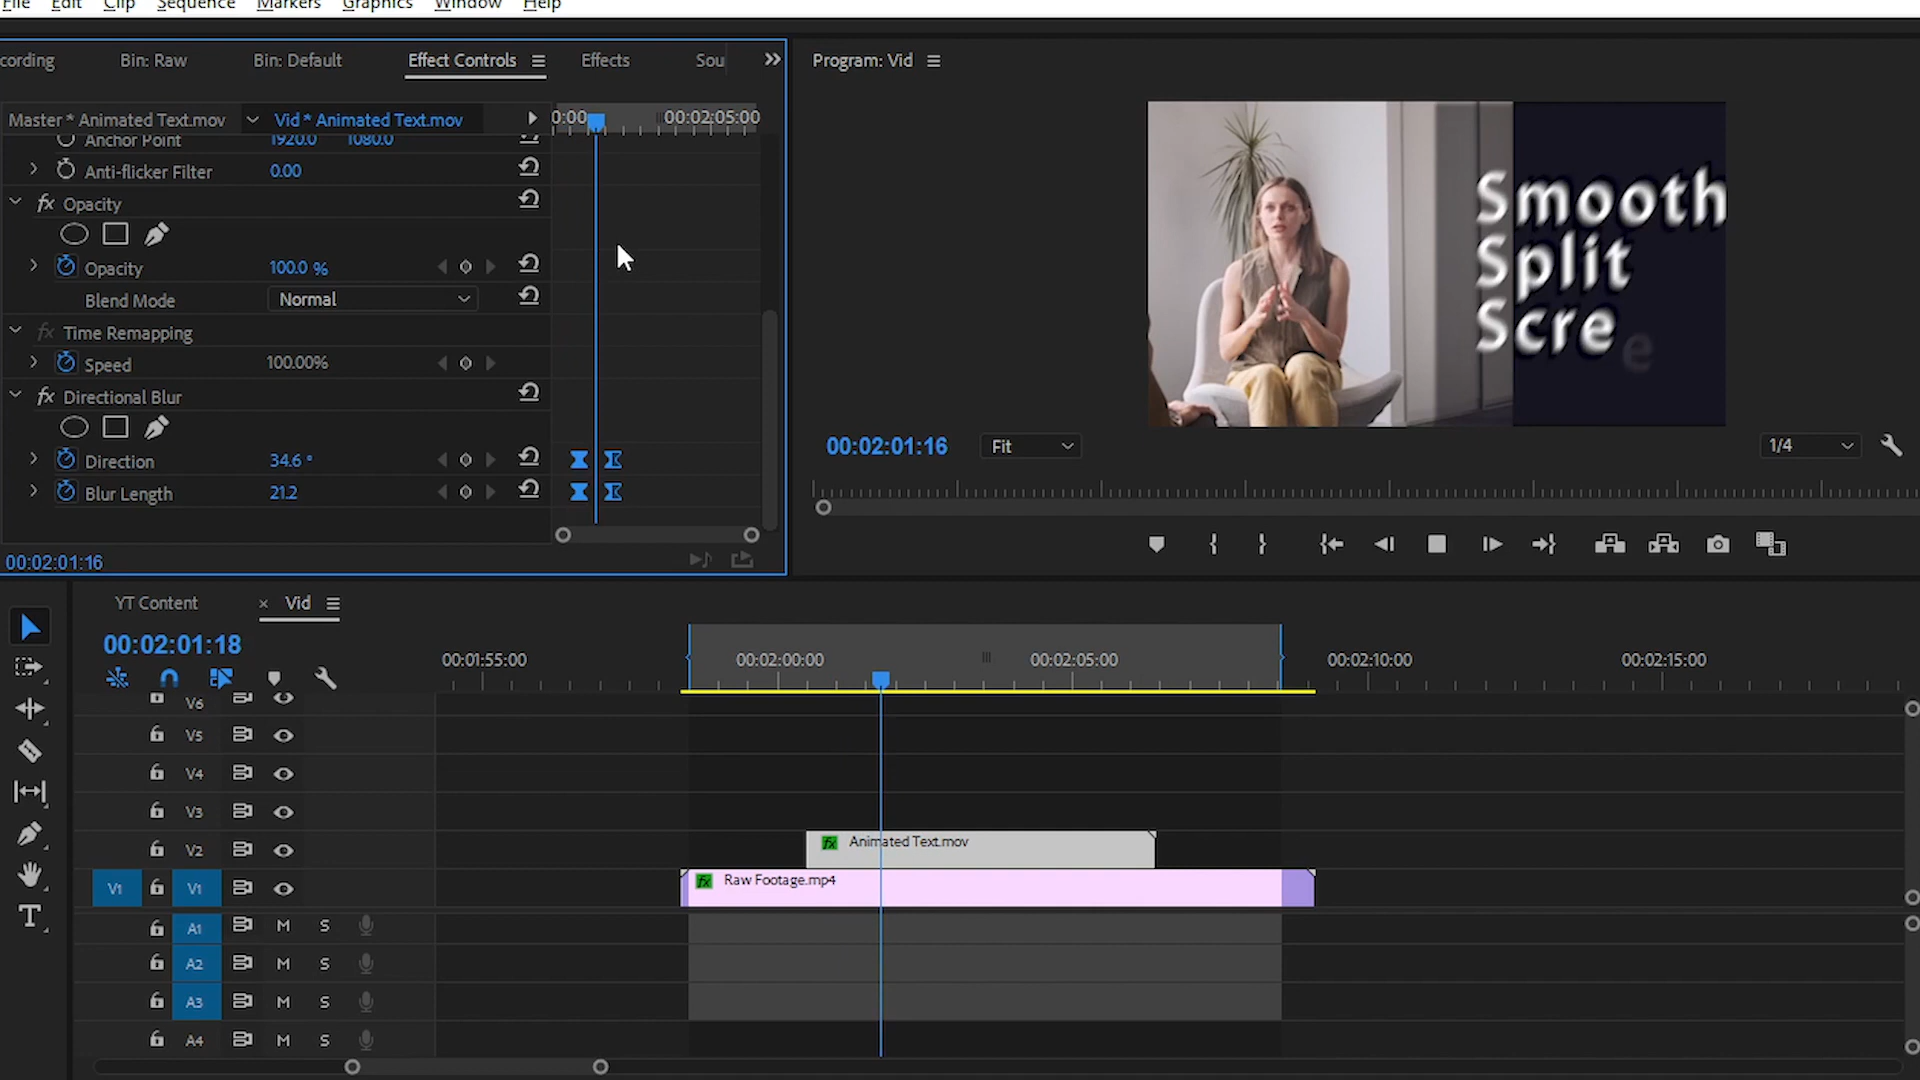 File Edit Clip Sequence Markers Graphics Window Help
cording Bin: Raw Bin: Default Effect Controls Effects Sou
Program: Vid
Master * Animated Text.mov Vid * Animated Text.mov
0:00 00:02:05:00
Anchor Point 1920.0 1080.0
Anti-flicker Filter 0.00
fx Opacity
Opacity 100.0 %
Blend Mode Normal
fx Time Remapping
Speed 100.00%
fx Directional Blur
Direction 34.6 °
Blur Length 21.2
00:02:01:16
Smooth
Split
Scre e
00:02:01:16 Fit 1/4
YT Content × Vid
00:02:01:18
00:01:55:00 00:02:00:00 00:02:05:00 00:02:10:00 00:02:15:00
V6
V5
V4
V3
V2 fx Animated Text.mov
V1 V1 fx Raw Footage.mp4
A1 M S
A2 M S
A3 M S
A4 M S
T